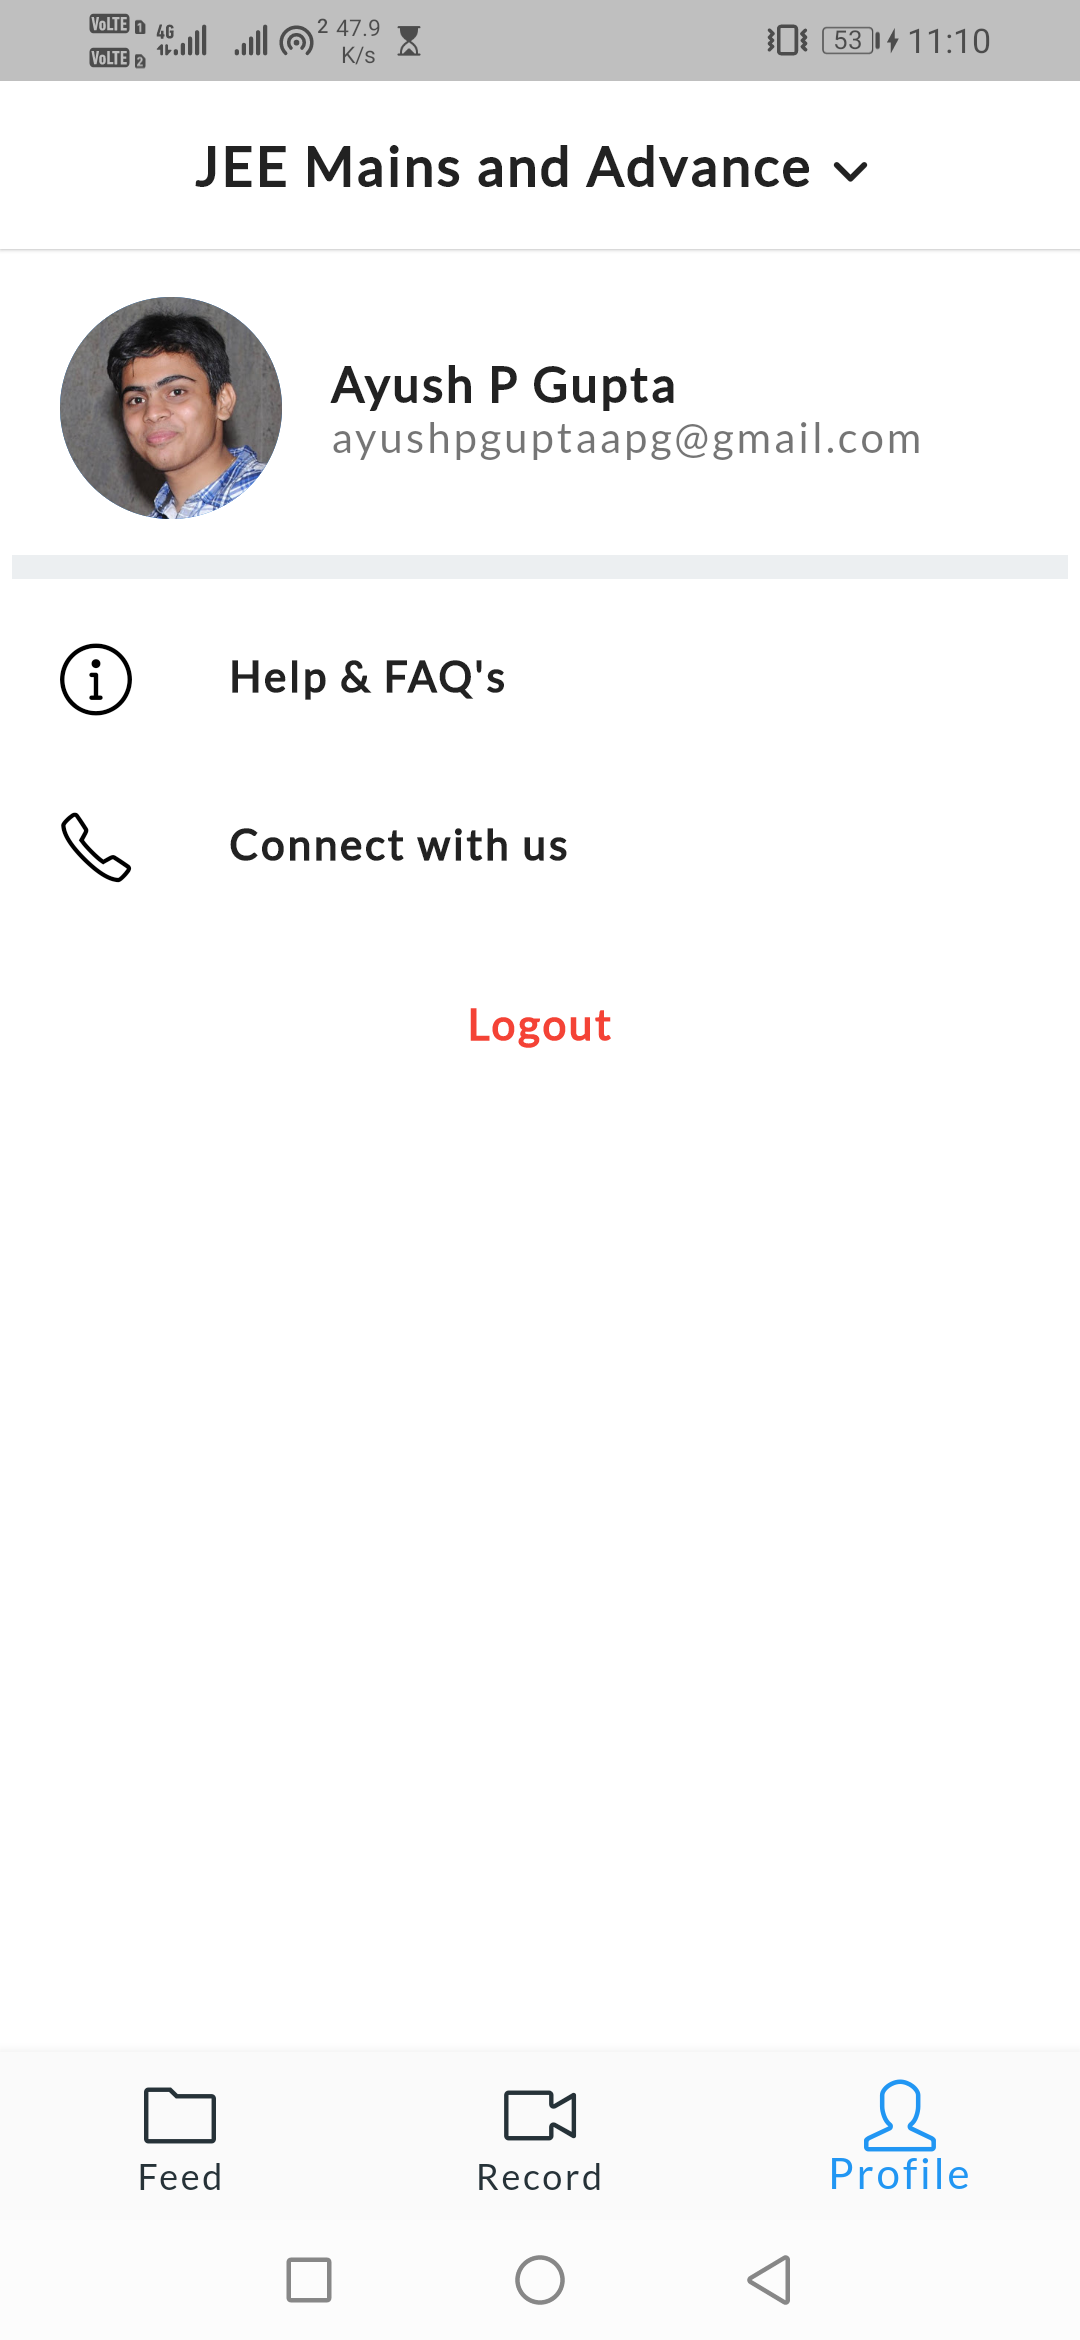 VoLTE 1 4G 2 47.9 53 11:10
VoLTE 2 K/s
JEE Mains and Advance
Ayush P Gupta
ayushpguptaapg@gmail.com
Help & FAQ's
Connect with us
Logout
Feed Record Profile